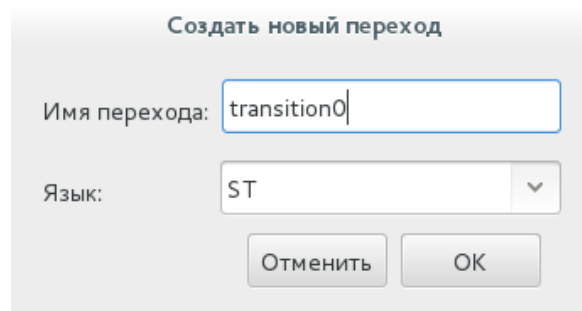 Создать новый переход
Имя перехода: transition0
Язык: ST
Отменить OK